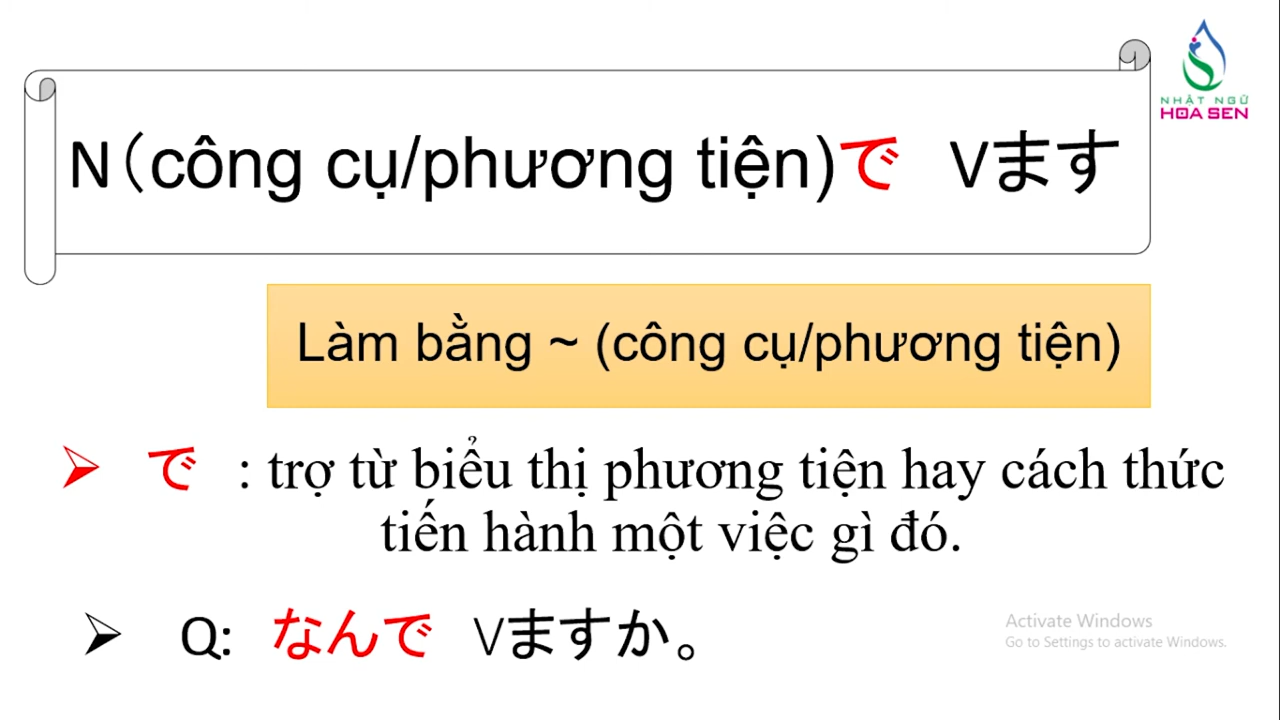 NHẬT NGỮ
HOA SEN
N（công cụ/phương tiện)で Vます
Làm bằng ~ (công cụ/phương tiện)
➢ で : trợ từ biểu thị phương tiện hay cách thức
tiến hành một việc gì đó.
➢ Q: なんで Vますか。
Activate Windows
Go to Settings to activate Windows.